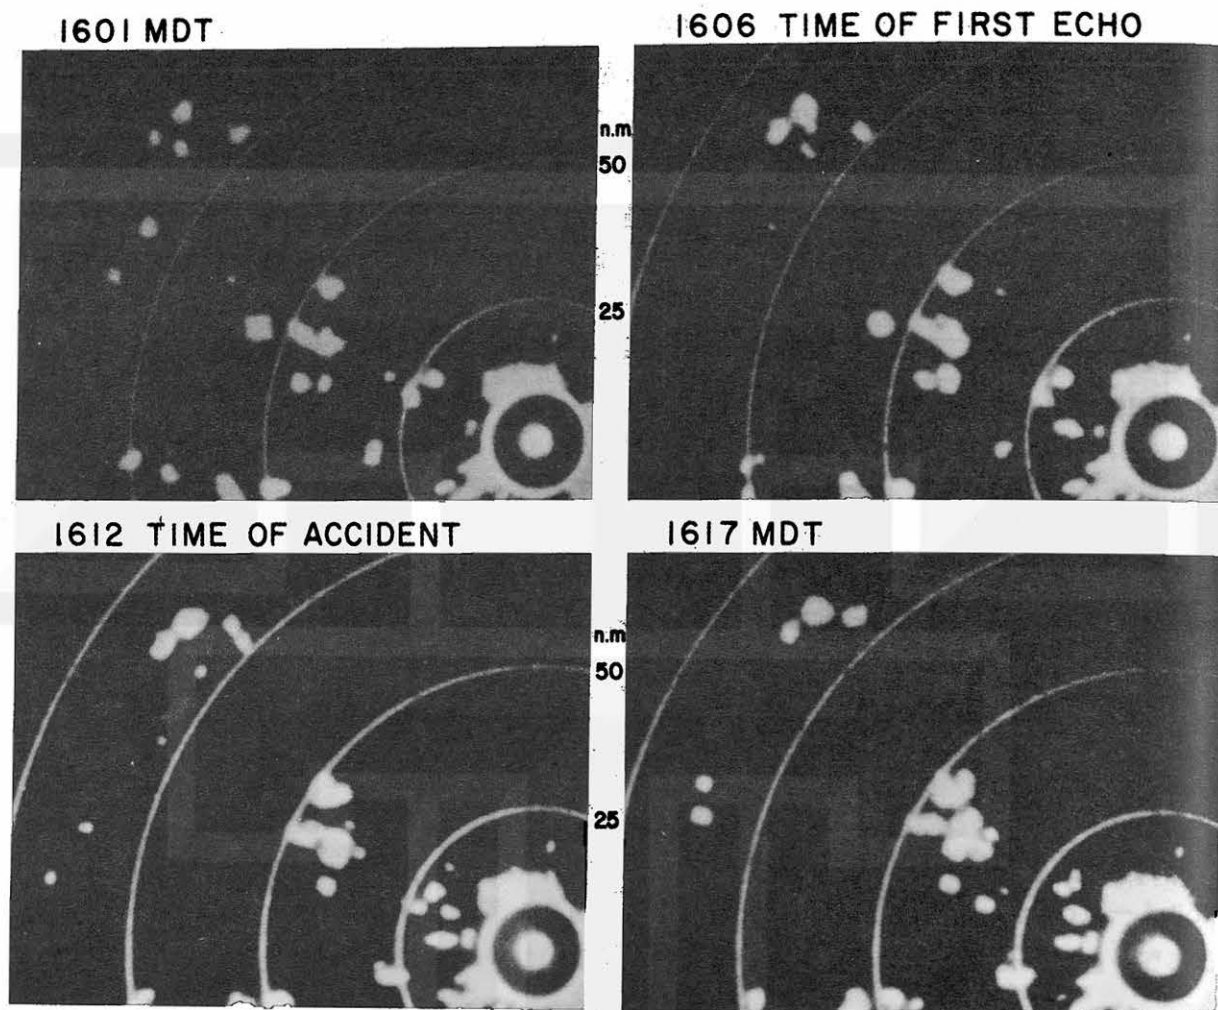 1601 MDT
1606 TIME OF FIRST ECHO
n.m
50
25
1612 TIME OF ACCIDENT
1617 MDT
n.m
50
25